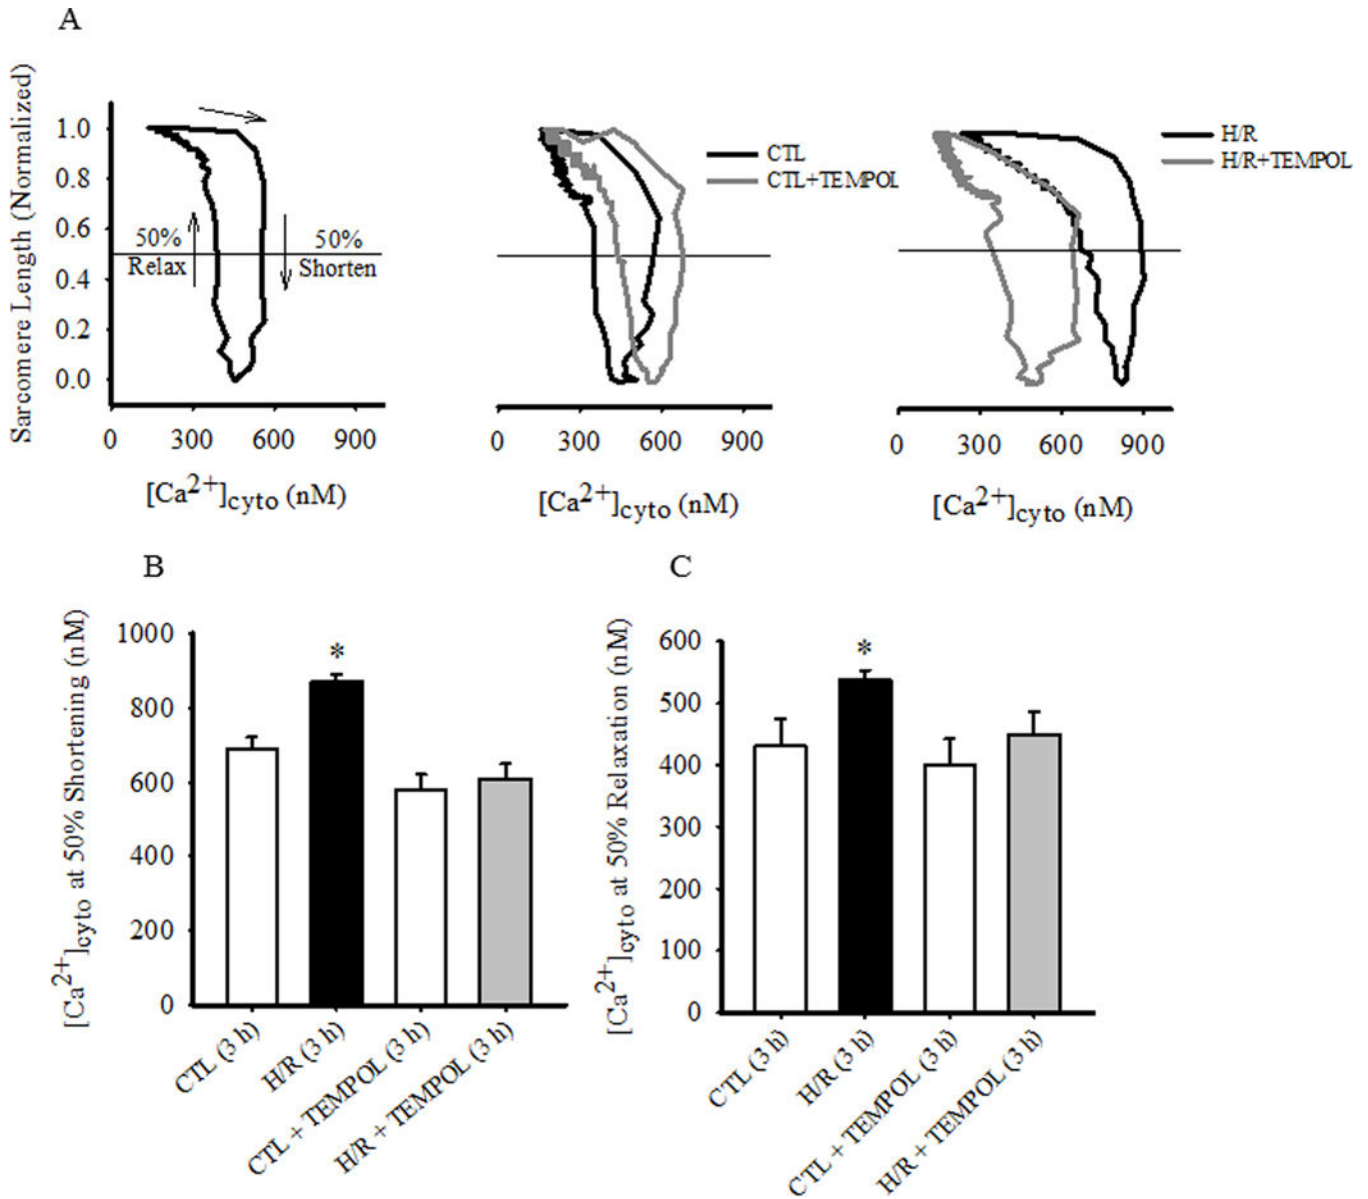 A
Sarcomere Length (Normalized)
1.0
0.8
0.6
0.4
0.2
0.0
50%
Relax
50%
Shorten
0 300 600 900
[Ca2+]cyto (nM)
CTL
CTL+TEMPOL
0 300 600 900
[Ca2+]cyto (nM)
H/R
H/R+TEMPOL
0 300 600 900
[Ca2+]cyto (nM)
B
[Ca2+]cyto at 50% Shortening (nM)
1000
800
600
400
200
0
*
CTL (3 h)
H/R (3 h)
CTL + TEMPOL (3 h)
H/R + TEMPOL (3 h)
C
[Ca2+]cyto at 50% Relaxation (nM)
600
500
400
300
200
100
0
*
CTL (3 h)
H/R (3 h)
CTL + TEMPOL (3 h)
H/R + TEMPOL (3 h)